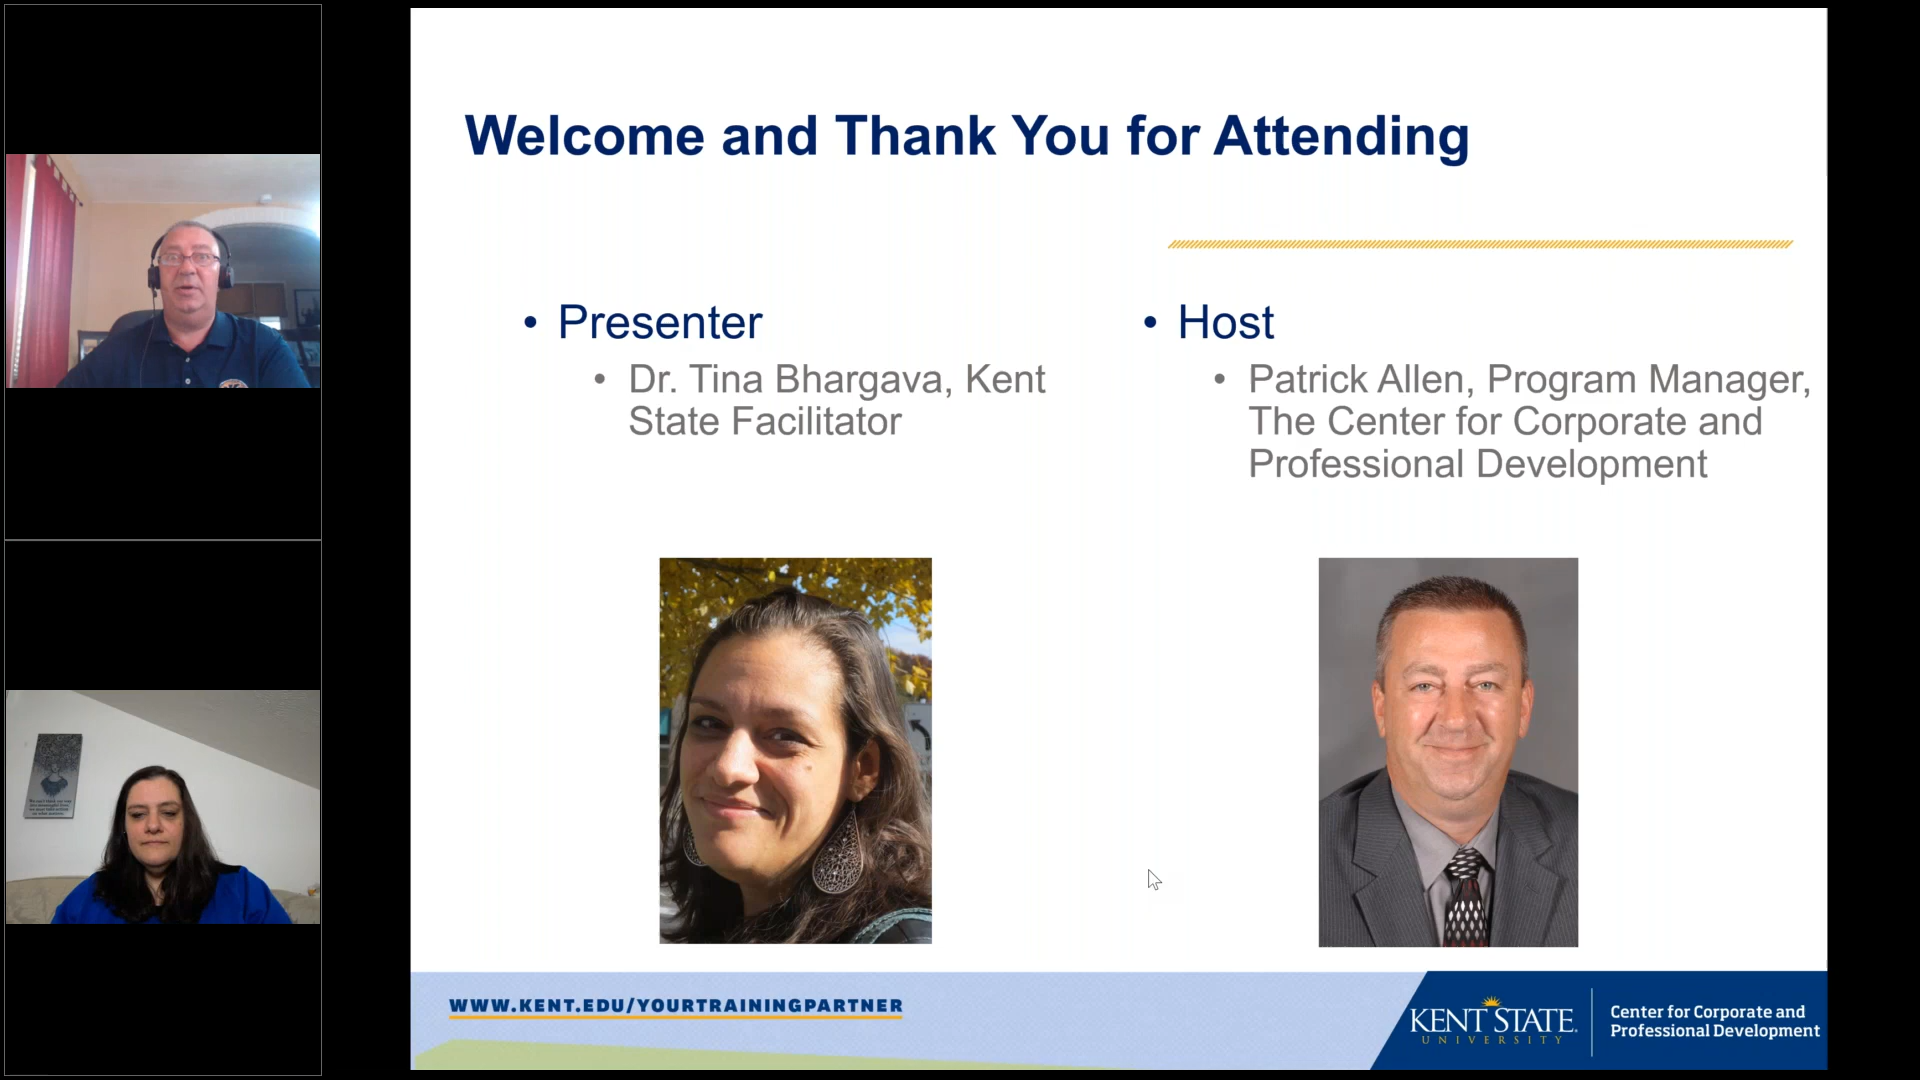 Welcome and Thank You for Attending
• Presenter
• Dr. Tina Bhargava, Kent
State Facilitator
• Host
• Patrick Allen, Program Manager,
The Center for Corporate and
Professional Development
WWW.KENT.EDU/YOURTRAININGPARTNER
KENT STATE
UNIVERSITY
Center for Corporate and
Professional Development